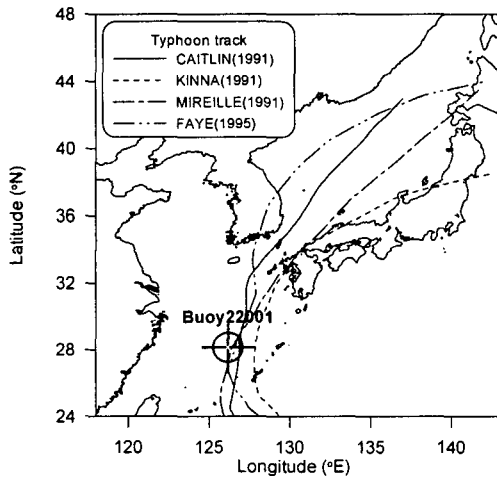 48
44
40
36
32
28
24
Latitude (°N)
Typhoon track
CAITLIN(1991)
KINNA(1991)
MIREILLE(1991)
FAYE(1995)
Buoy22001
120 125 130 135 140
Longitude (°E)